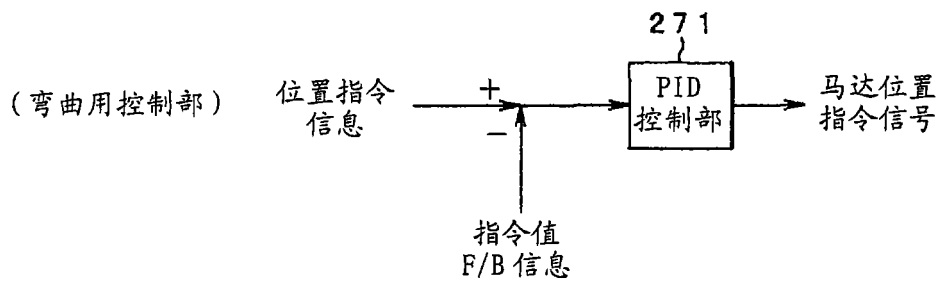 271
(弯曲用控制部)
位置指令
信息
+
−
PID
控制部
马达位置
指令信号
指令值
F/B 信息